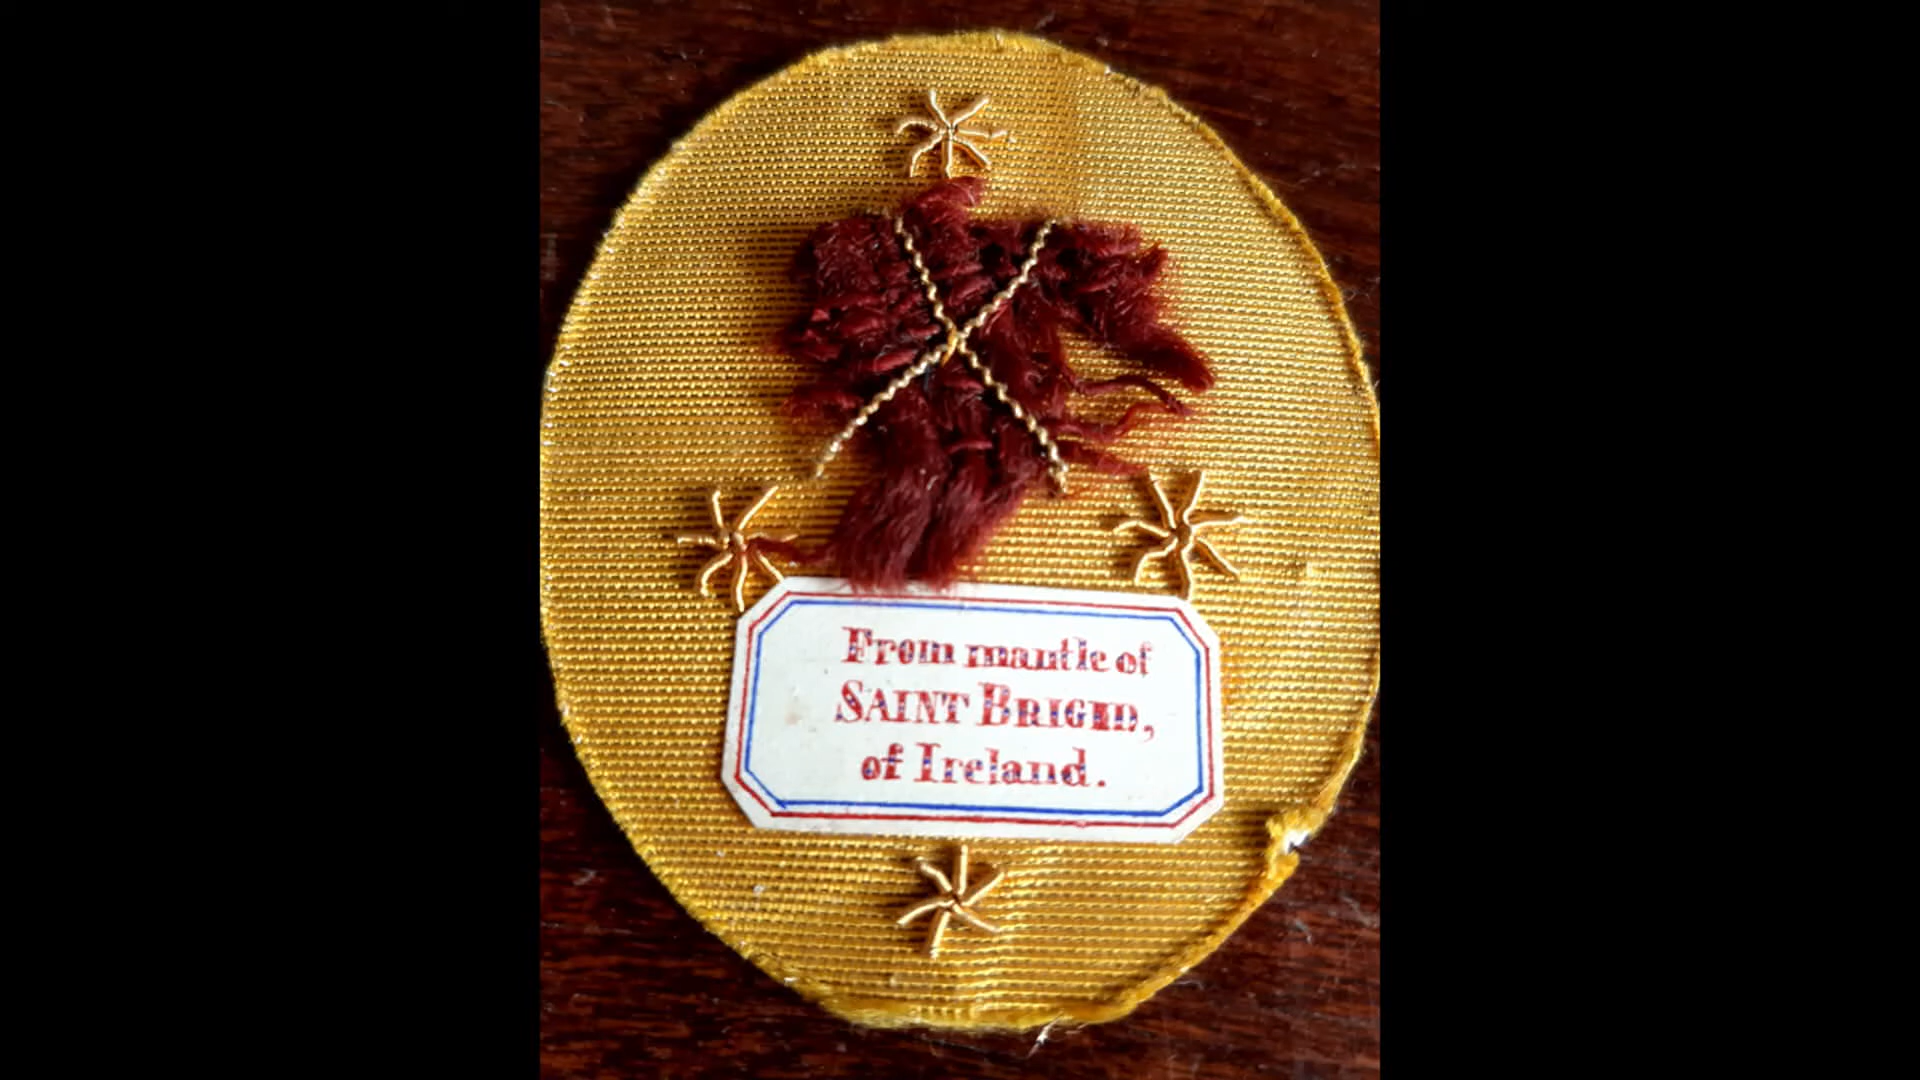 From mantle of
SAINT BRIGID,
of Ireland.